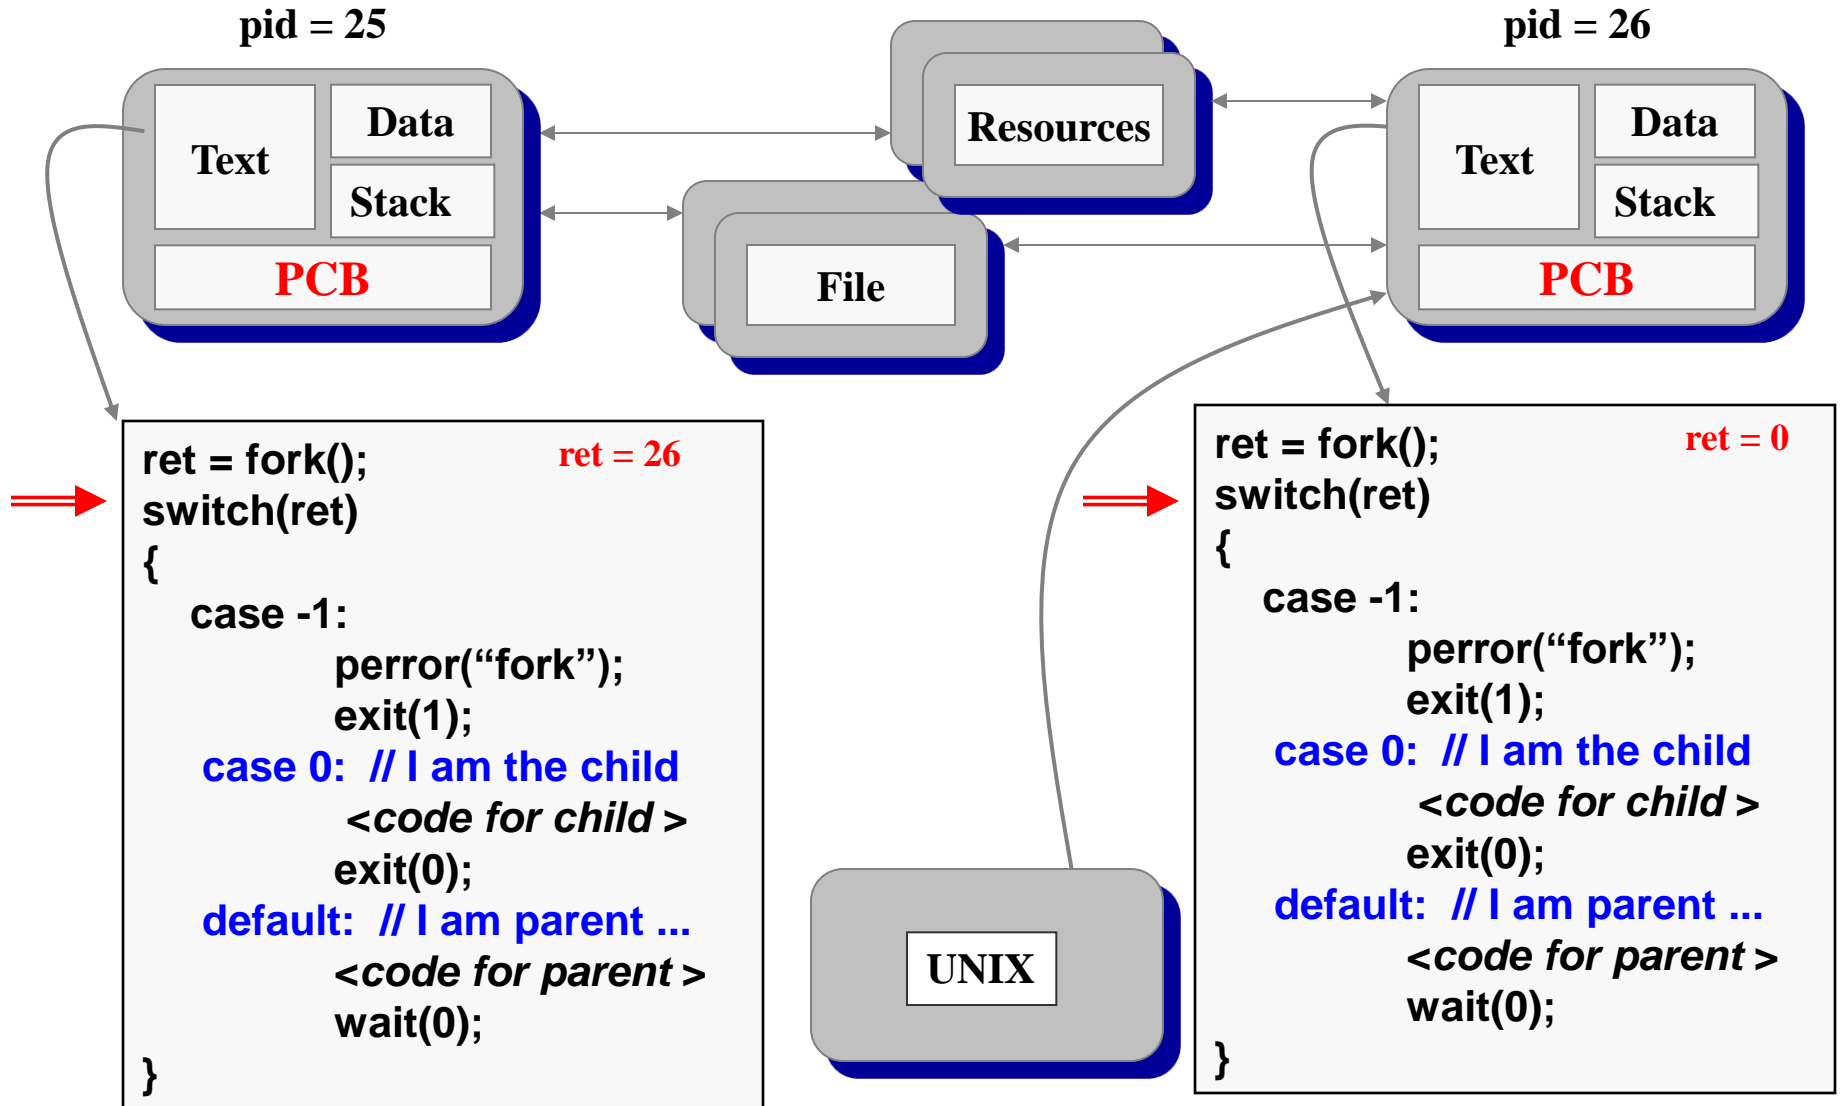 pid = 25
pid = 26
Text
Data
Stack
PCB
Resources
File
Text
Data
Stack
PCB
ret = fork();
ret = 26
switch(ret)
{
case -1:
perror(“fork”);
exit(1);
case 0: // I am the child
<code for child >
exit(0);
default: // I am parent ...
<code for parent >
wait(0);
}
UNIX
ret = fork();
ret = 0
switch(ret)
{
case -1:
perror(“fork”);
exit(1);
case 0: // I am the child
<code for child >
exit(0);
default: // I am parent ...
<code for parent >
wait(0);
}